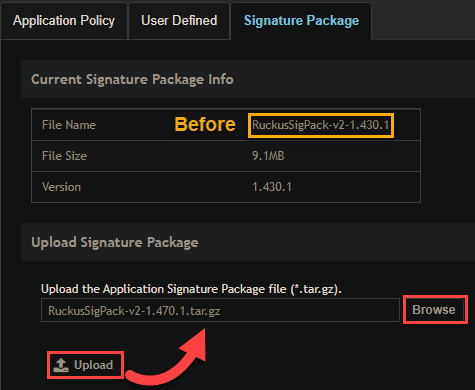 Application Policy User Defined Signature Package
Current Signature Package Info
File Name Before RuckusSigPack-v2-1.430.1
File Size 9.1MB
Version 1.430.1
Upload Signature Package
Upload the Application Signature Package file (*.tar.gz).
RuckusSigPack-v2-1.470.1.tar.gz Browse
Upload